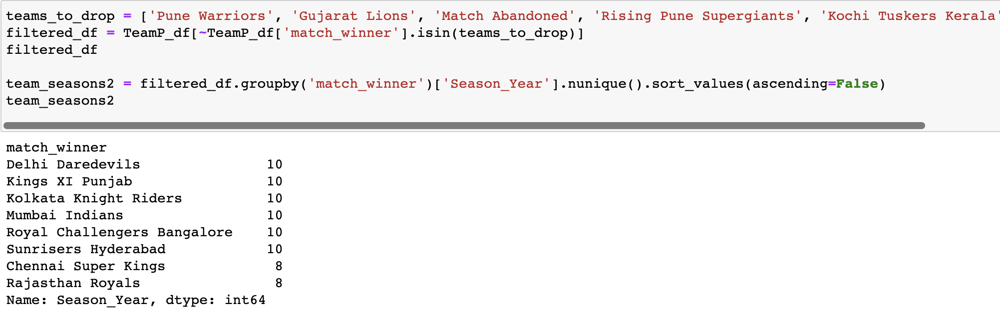 teams_to_drop = ['Pune Warriors', 'Gujarat Lions', 'Match Abandoned', 'Rising Pune Supergiants', 'Kochi Tuskers Kerala'
filtered_df = TeamP_df[~TeamP_df['match_winner'].isin(teams_to_drop)]
filtered_df
team_seasons2 = filtered_df.groupby('match_winner')['Season_Year'].nunique().sort_values(ascending=False)
team_seasons2
match_winner
Delhi Daredevils 10
Kings XI Punjab 10
Kolkata Knight Riders 10
Mumbai Indians 10
Royal Challengers Bangalore 10
Sunrisers Hyderabad 10
Chennai Super Kings 8
Rajasthan Royals 8
Name: Season_Year, dtype: int64